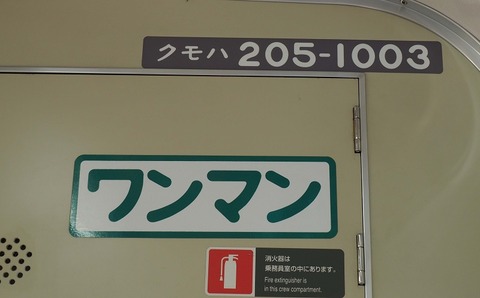 クモハ 205-1003
ワンマン
消火器は
乗務員室の中にあります。
Fire extinguisher is
in this crew compartment.